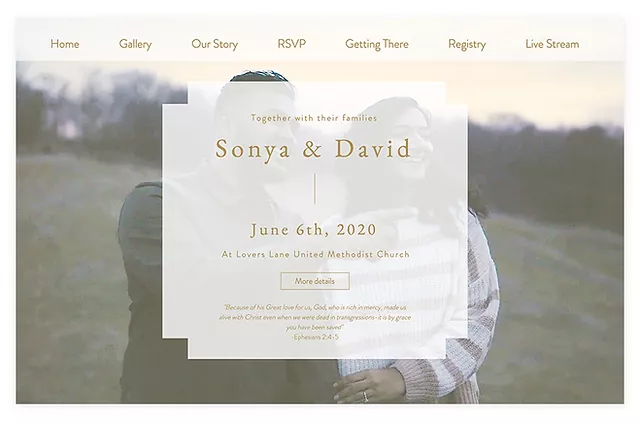 Home Gallery Our Story RSVP Getting There Registry Live Stream
Together with their families
Sonya & David
June 6th, 2020
At Lovers Lane United Methodist Church
More details
"Because of his Great love for us, God, who is rich in mercy, made us
alive with Christ even when we were dead in transgressions- it is by grace
you have been saved"
-Ephesians 2:4-5